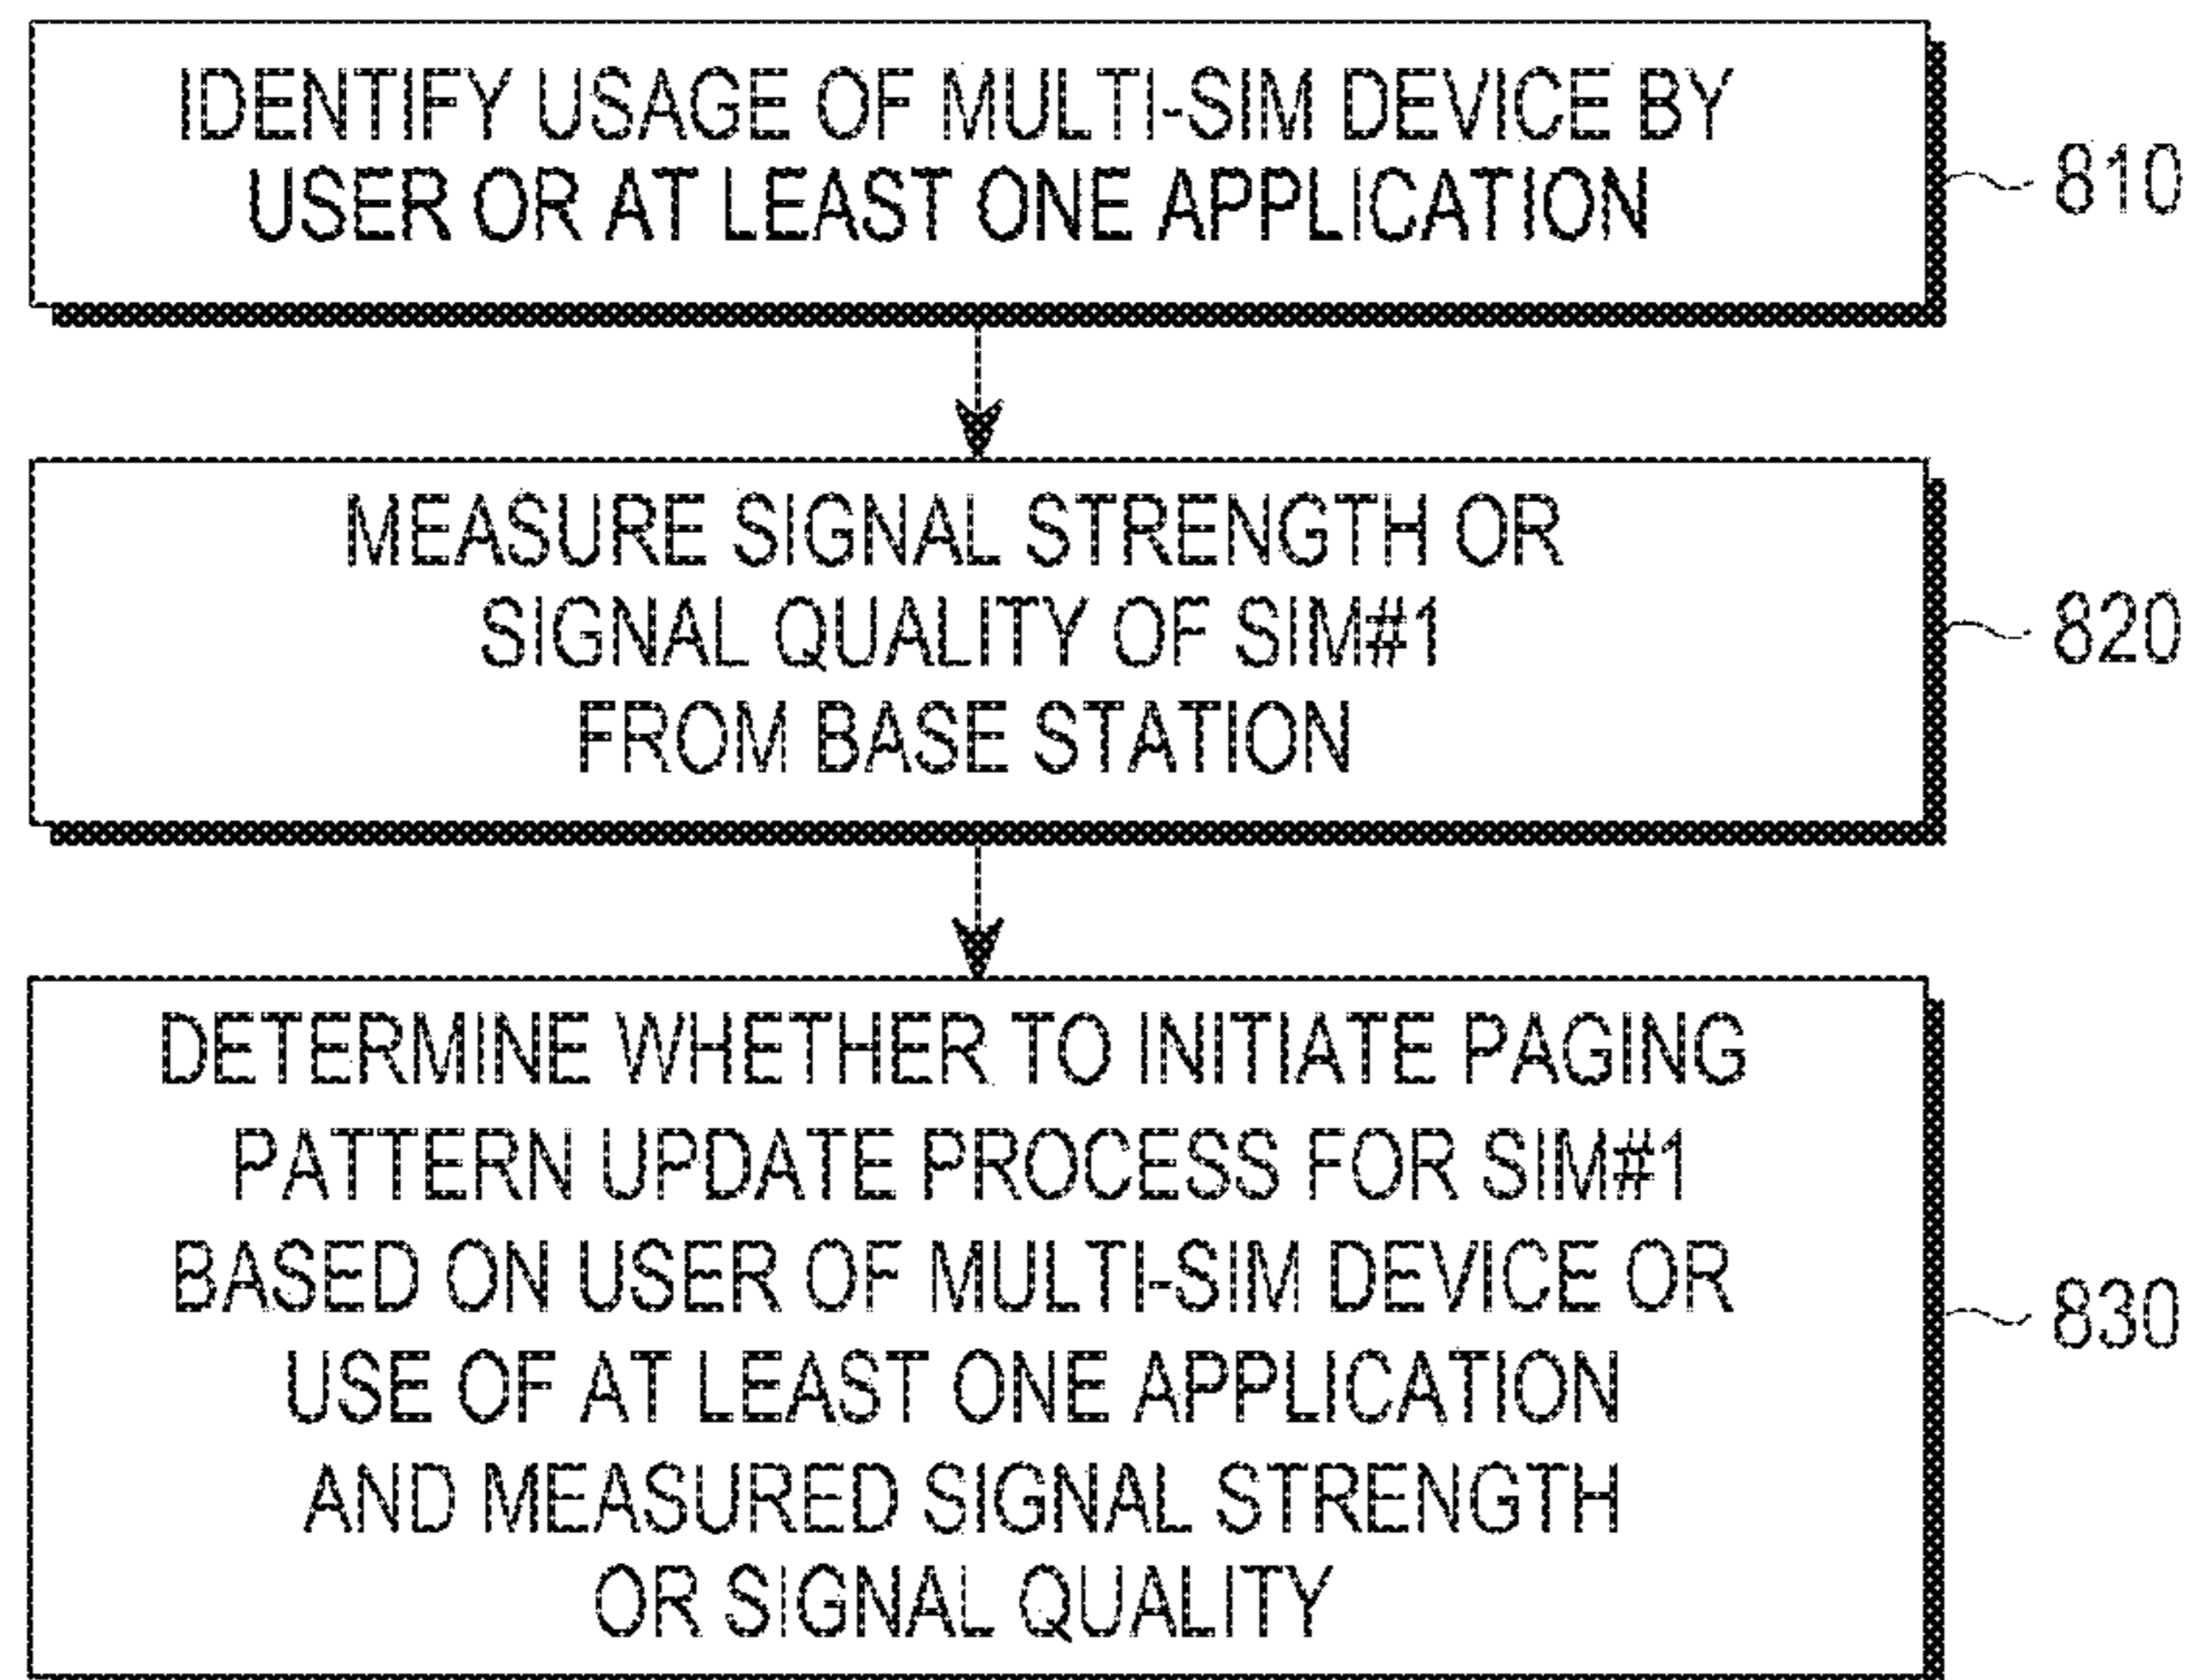 IDENTIFY USAGE OF MULTI-SIM DEVICE BY
USER OR AT LEAST ONE APPLICATION
810
MEASURE SIGNAL STRENGTH OR
SIGNAL QUALITY OF SIM#1
FROM BASE STATION
820
DETERMINE WHETHER TO INITIATE PAGING
PATTERN UPDATE PROCESS FOR SIM#1
BASED ON USER OF MULTI-SIM DEVICE OR
USE OF AT LEAST ONE APPLICATION
AND MEASURED SIGNAL STRENGTH
OR SIGNAL QUALITY
830